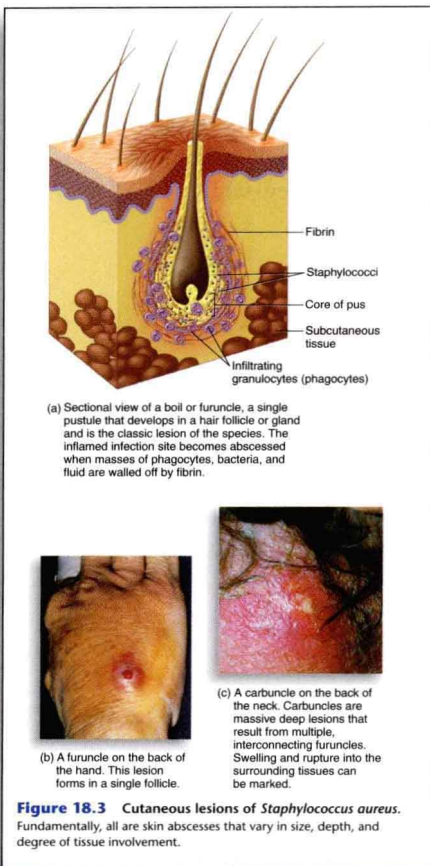 Fibrin
Staphylococci
Core of pus
Subcutaneous
tissue
Infiltrating
granulocytes (phagocytes)
(a) Sectional view of a boil or furuncle, a single
pustule that develops in a hair follicle or gland
and is the classic lesion of the species. The
inflamed infection site becomes abscessed
when masses of phagocytes, bacteria, and
fluid are walled off by fibrin.
(b) A furuncle on the back of
the hand. This lesion
forms in a single follicle.
(c) A carbuncle on the back of
the neck. Carbuncles are
massive deep lesions that
result from multiple,
interconnecting furuncles.
Swelling and rupture into the
surrounding tissues can
be marked.
Figure 18.3 Cutaneous lesions of Staphylococcus aureus.
Fundamentally, all are skin abscesses that vary in size, depth, and
degree of tissue involvement.